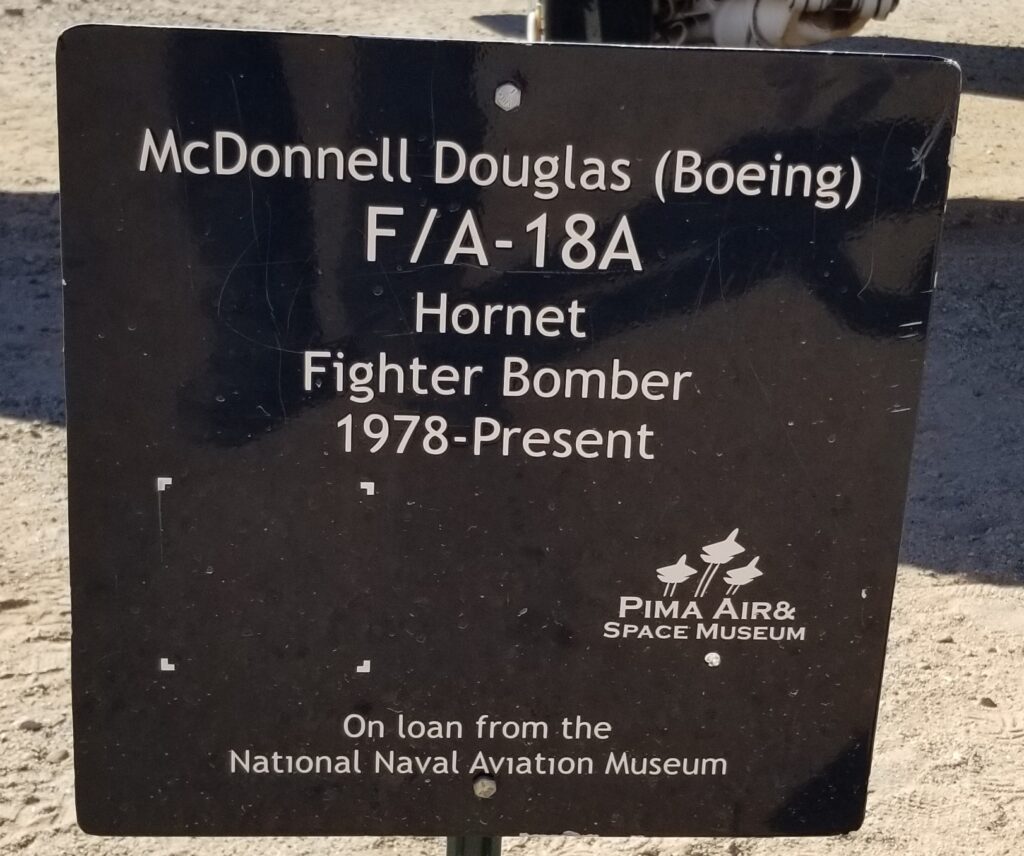 McDonnell Douglas (Boeing)
F/A-18A
Hornet
Fighter Bomber
1978-Present
PIMA AIR&
SPACE MUSEUM
On loan from the
National Naval Aviation Museum